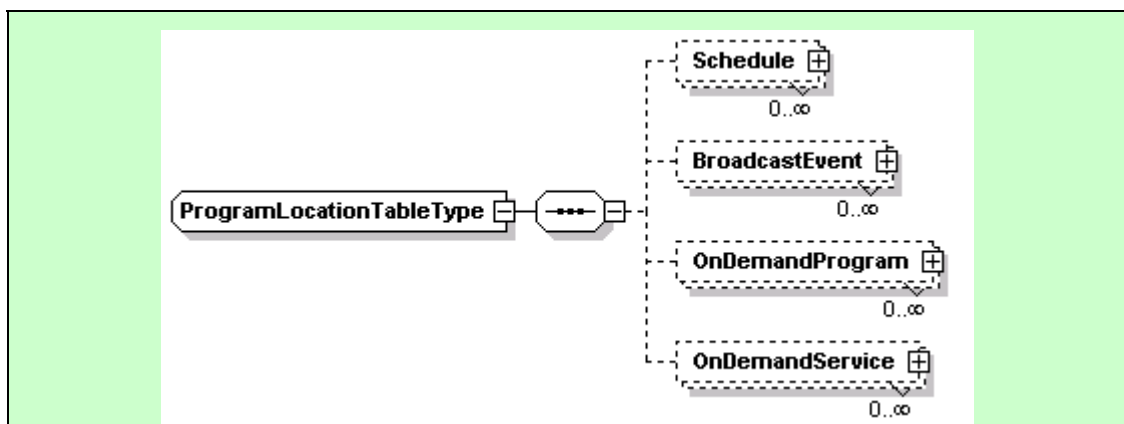 Schedule
0..∞
BroadcastEvent
0..∞
ProgramLocationTableType
OnDemandProgram
0..∞
OnDemandService
0..∞